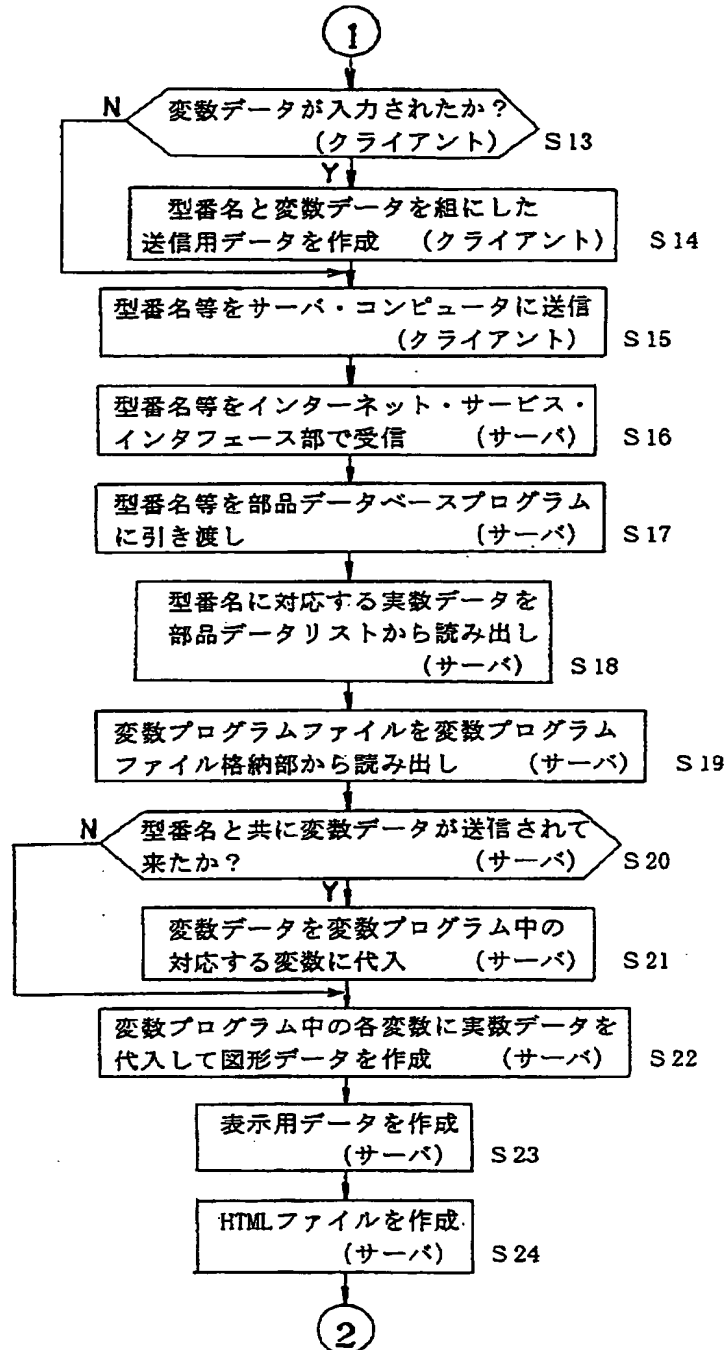 1
N
変数データが入力されたか?
(クライアント)
S13
Y
型番名と変数データを組にした
送信用データを作成 (クライアント)
S14
型番名等をサーバ・コンピュータに送信
(クライアント)
S15
型番名等をインターネット・サービス・
インタフェース部で受信 (サーバ)
S16
型番名等を部品データベースプログラム
に引き渡し (サーバ)
S17
型番名に対応する実数データを
部品データリストから読み出し
(サーバ)
S18
変数プログラムファイルを変数プログラム
ファイル格納部から読み出し (サーバ)
S19
N
型番名と共に変数データが送信されて
来たか? (サーバ)
S20
Y
変数データを変数プログラム中の
対応する変数に代入 (サーバ)
S21
変数プログラム中の各変数に実数データを
代入して図形データを作成 (サーバ)
S22
表示用データを作成
(サーバ)
S23
HTMLファイルを作成
(サーバ)
S24
2